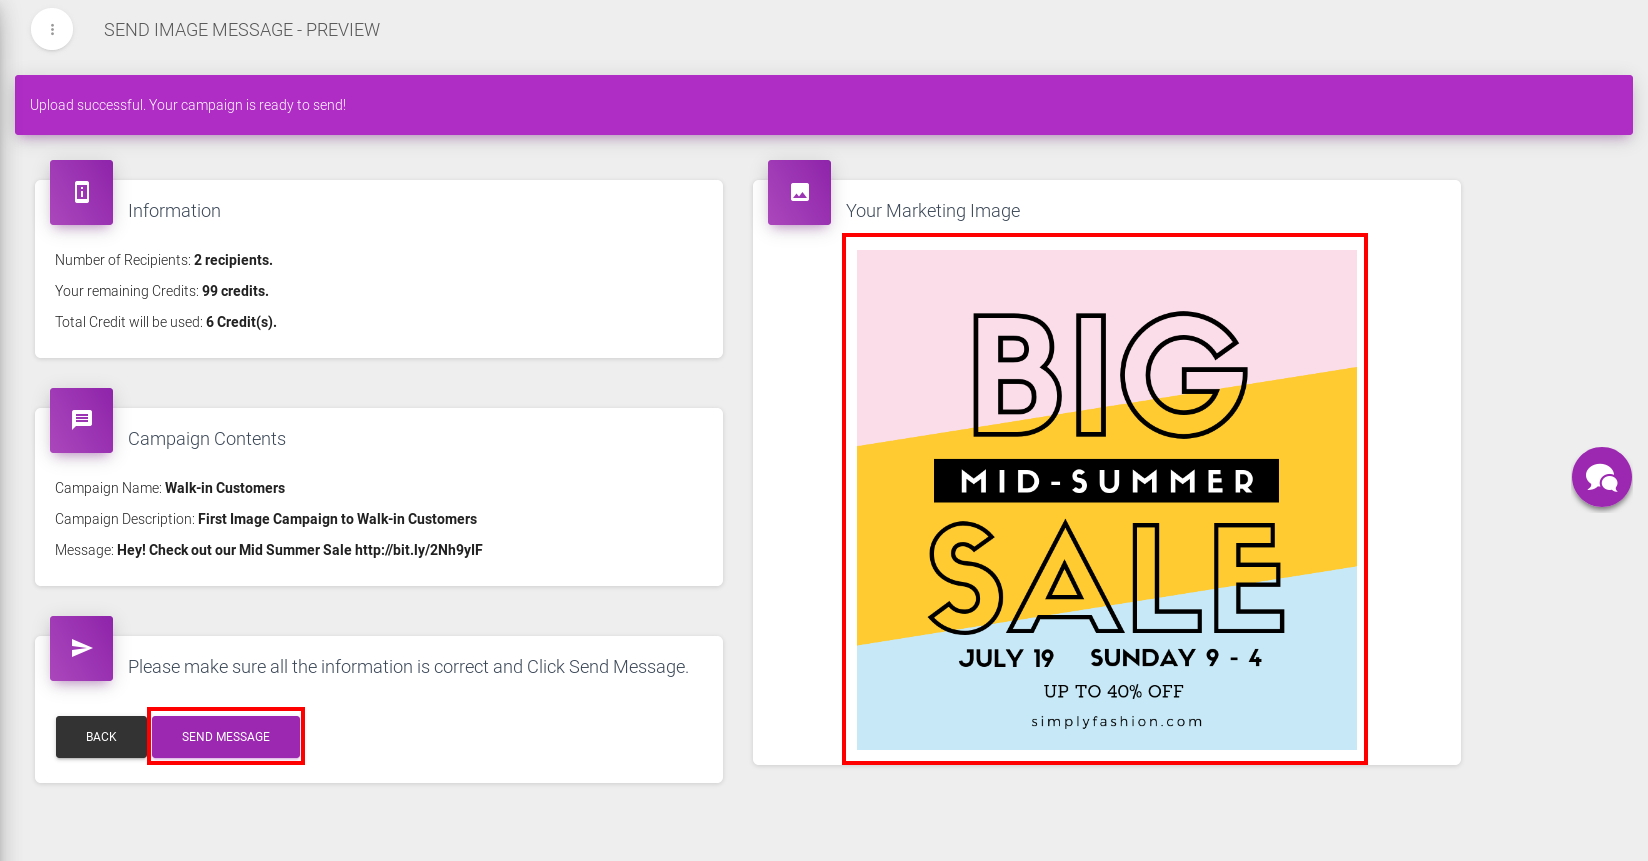 SEND IMAGE MESSAGE - PREVIEW
Upload successful. Your campaign is ready to send!
Information
Number of Recipients: 2 recipients.
Your remaining Credits: 99 credits.
Total Credit will be used: 6 Credit(s).
Campaign Contents
Campaign Name: Walk-in Customers
Campaign Description: First Image Campaign to Walk-in Customers
Message: Hey! Check out our Mid Summer Sale http://bit.ly/2Nh9yIF
Please make sure all the information is correct and Click Send Message.
BACK
SEND MESSAGE
Your Marketing Image
BIG
MID-SUMMER
SALE
JULY 19 SUNDAY 9 - 4
UP TO 40% OFF
simplyfashion.com